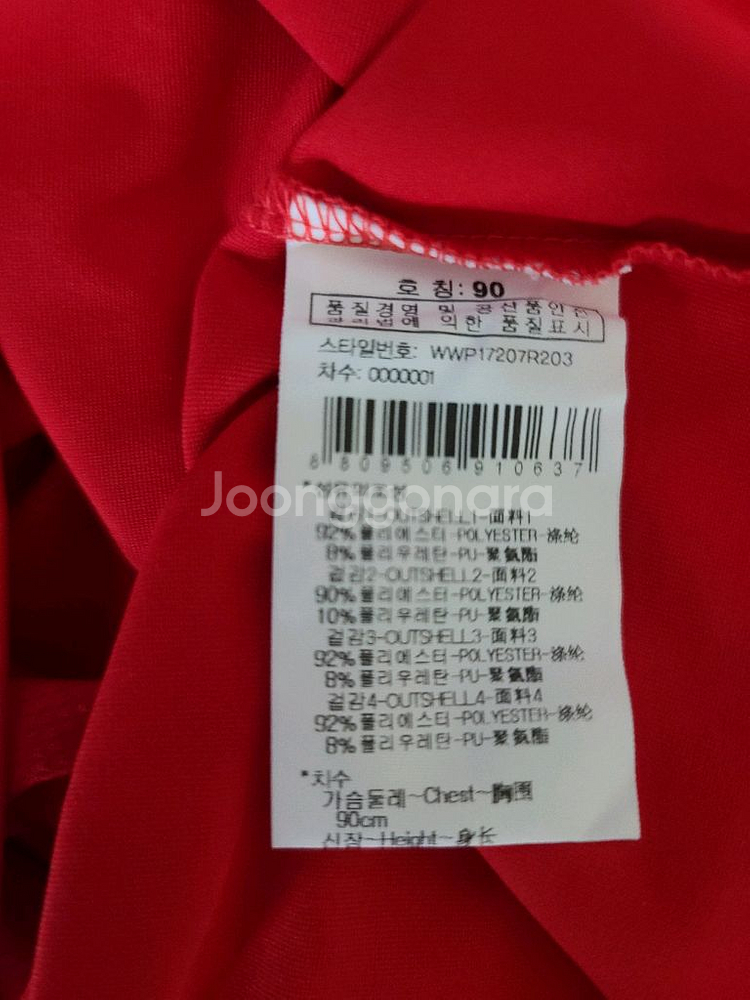 호 칭: 90
품질경영 및 공산품안전
관리법에 의한 품질표시
스타일번호: WWP17207R203
차수: 0000001
8 809506 910637
Joonggonara
겉감1-OUTSHELL1-面料1
92% 폴리에스터-POLYESTER-涤纶
8% 폴리우레탄-PU-聚氨酯
겉감2-OUTSHELL2-面料2
90% 폴리에스터-POLYESTER-涤纶
10% 폴리우레탄-PU-聚氨酯
겉감3-OUTSHELL3-面料3
92% 폴리에스터-POLYESTER-涤纶
8% 폴리우레탄-PU-聚氨酯
겉감4-OUTSHELL4-面料4
92% 폴리에스터-POLYESTER-涤纶
8% 폴리우레탄-PU-聚氨酯
*치수
가슴둘레~Chest~胸围
90cm
신장~Height~身长